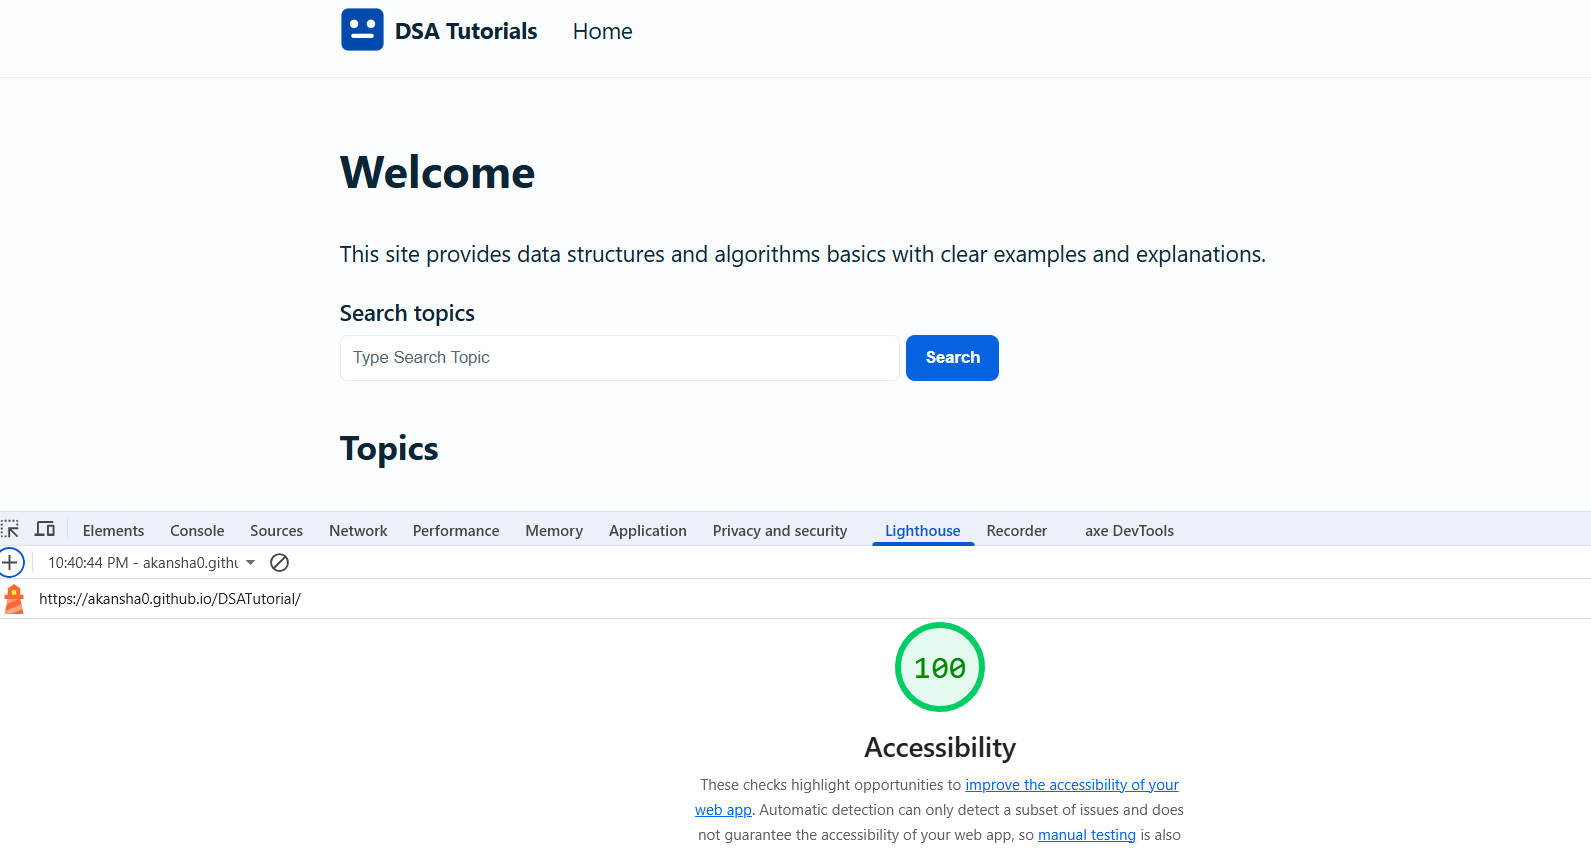 DSA Tutorials Home
Welcome
This site provides data structures and algorithms basics with clear examples and explanations.
Search topics
Type Search Topic Search
Topics
Elements Console Sources Network Performance Memory Application Privacy and security Lighthouse Recorder axe DevTools
10:40:44 PM - akansha0.githu
https://akansha0.github.io/DSATutorial/
100
Accessibility
These checks highlight opportunities to improve the accessibility of your
web app. Automatic detection can only detect a subset of issues and does
not guarantee the accessibility of your web app, so manual testing is also